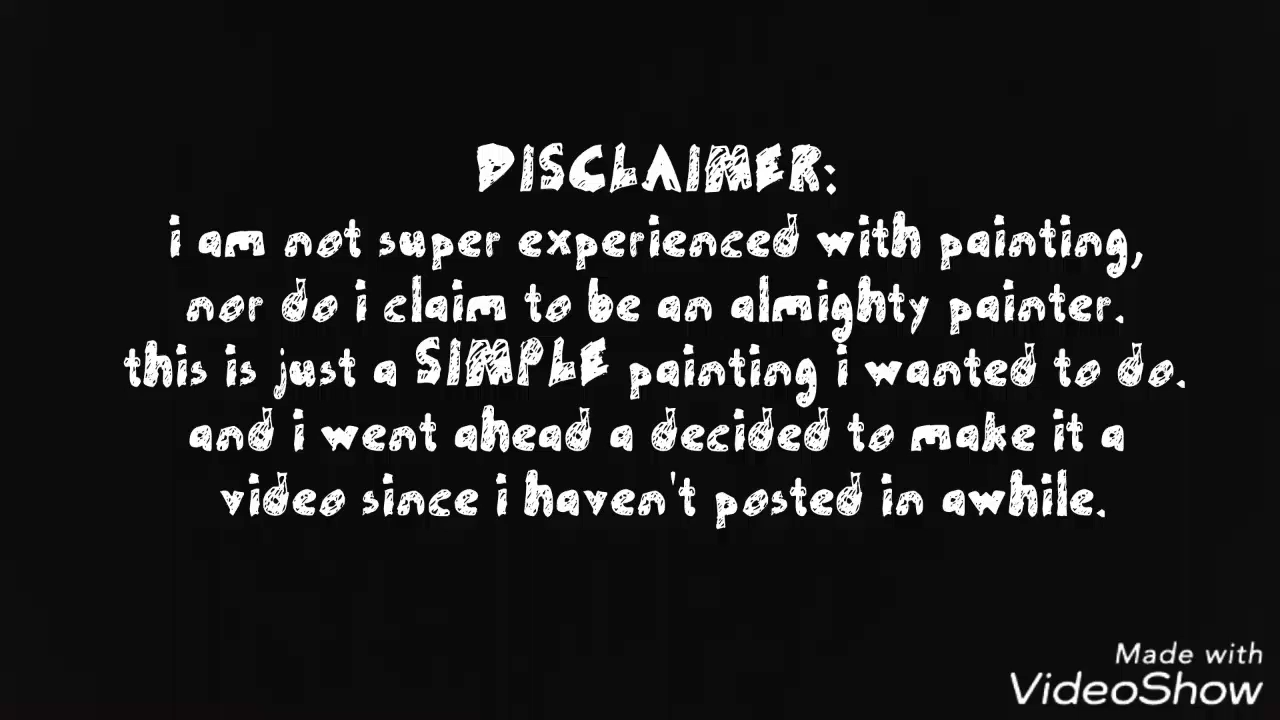 DISCLAIMER:
i am not super experienced with painting,
nor do i claim to be an almighty painter.
this is just a SIMPLE painting i wanted to do.
and i went ahead a decided to make it a
video since i haven't posted in awhile.
Made with
VideoShow